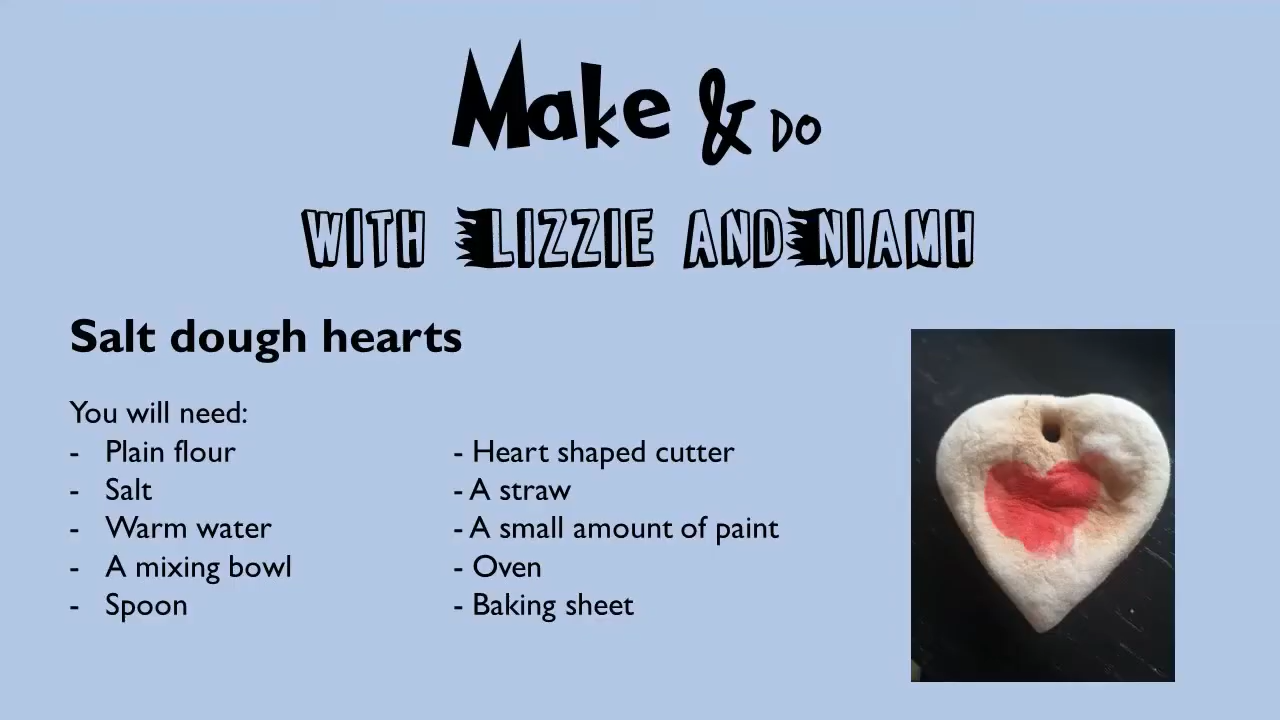 Make & DO
WITH LIZZIE AND NIAMH
Salt dough hearts
You will need:
- Plain flour
- Salt
- Warm water
- A mixing bowl
- Spoon
- Heart shaped cutter
- A straw
- A small amount of paint
- Oven
- Baking sheet